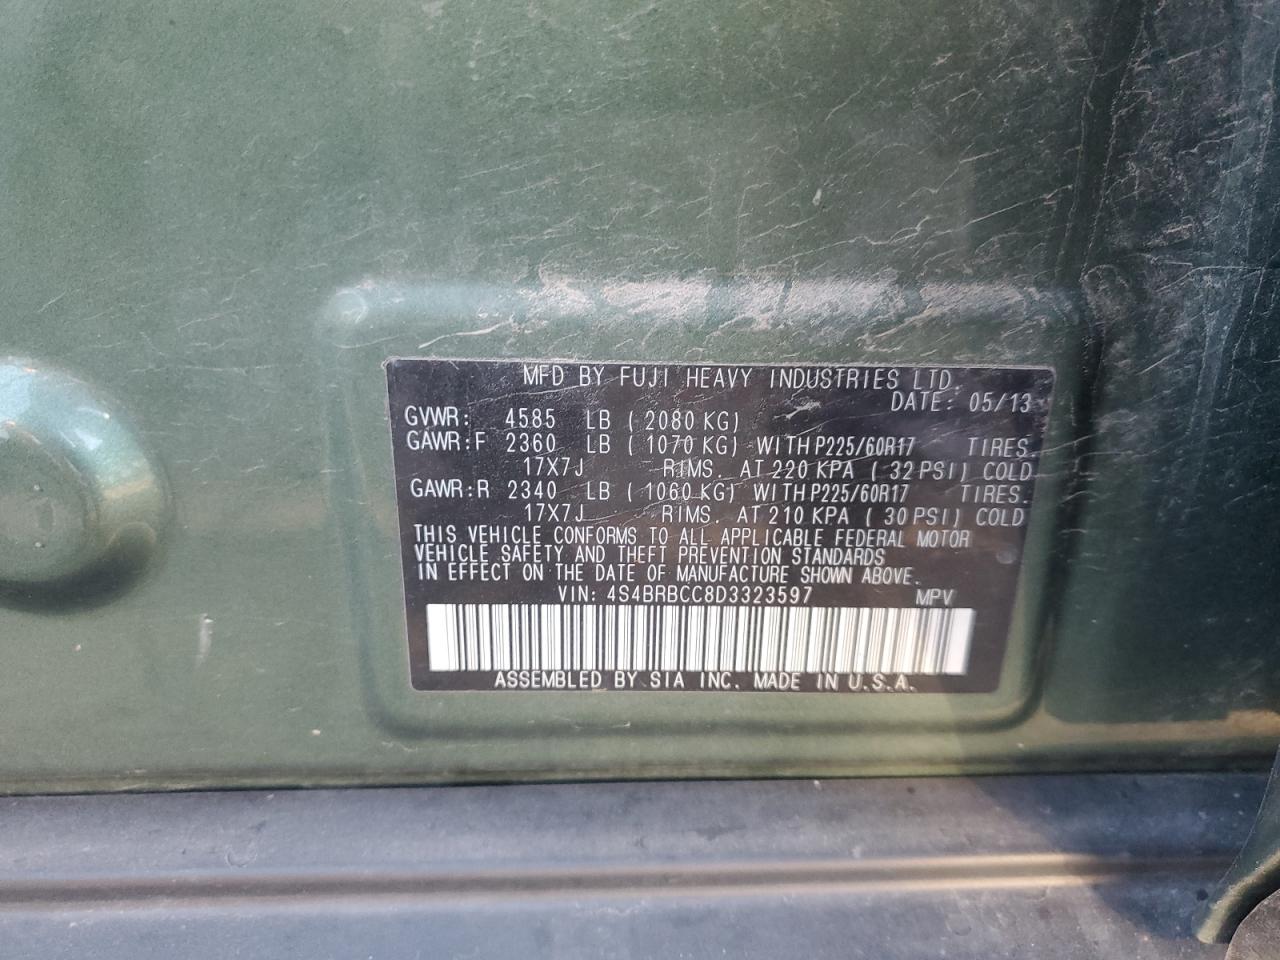 MFD BY FUJI HEAVY INDUSTRIES LTD.
DATE: 05/13
GVWR: 4585 LB (2080 KG)
GAWR:F 2360 LB (1070 KG) WITH P225/60R17 TIRES.
17X7J RIMS. AT 220 KPA (32 PSI) COLD
GAWR:R 2340 LB (1060 KG) WITH P225/60R17 TIRES.
17X7J RIMS. AT 210 KPA (30 PSI) COLD
THIS VEHICLE CONFORMS TO ALL APPLICABLE FEDERAL MOTOR
VEHICLE SAFETY AND THEFT PREVENTION STANDARDS
IN EFFECT ON THE DATE OF MANUFACTURE SHOWN ABOVE.
VIN: 4S4BRBCC8D3323597 MPV
ASSEMBLED BY SIA INC. MADE IN U.S.A.